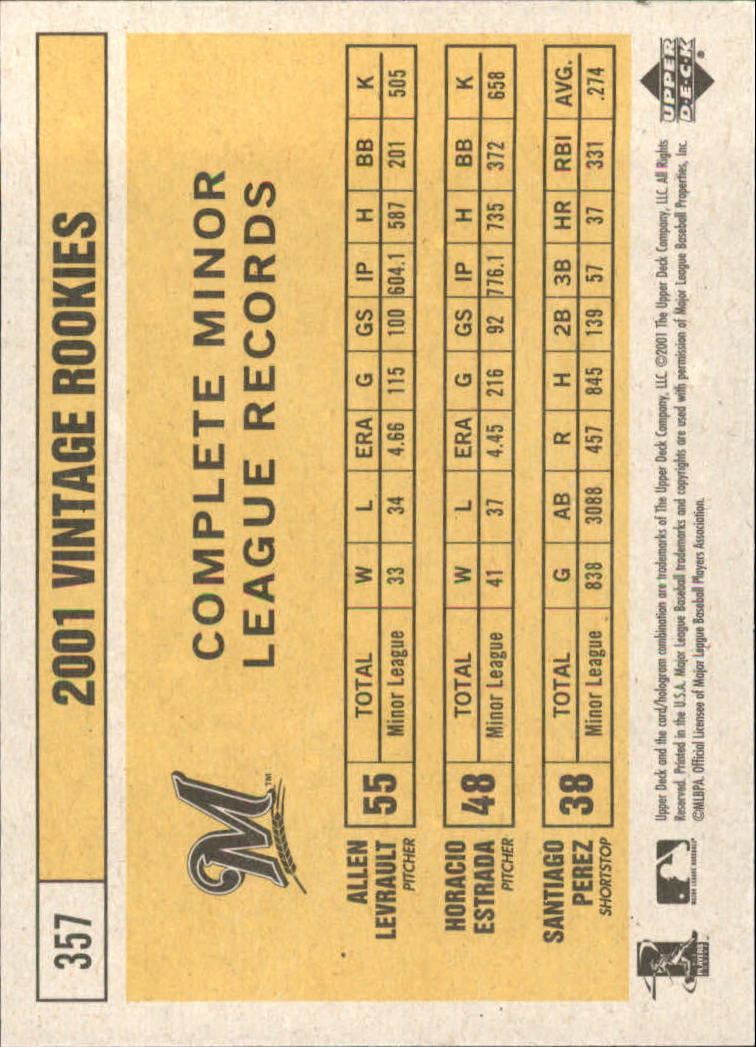 357
2001 VINTAGE ROOKIES
M™
COMPLETE MINOR
LEAGUE RECORDS
ALLEN
LEVRAULT
PITCHER
55
TOTAL W L ERA G GS IP H BB K
Minor League 33 34 4.66 115 100 604.1 587 201 505
HORACIO
ESTRADA
PITCHER
48
TOTAL W L ERA G GS IP H BB K
Minor League 41 37 4.45 216 92 776.1 735 372 658
SANTIAGO
PEREZ
SHORTSTOP
38
TOTAL G AB R H 2B 3B HR RBI AVG.
Minor League 838 3088 457 845 139 57 37 331 .274
PLAYERS
MAJOR LEAGUE BASEBALL
Upper Deck and the card/hologram combination are trademarks of The Upper Deck Company, LLC. ©2001 The Upper Deck Company, LLC. All Rights
Reserved. Printed in the U.S.A. Major League Baseball trademarks and copyrights are used with permission of Major League Baseball Properties, Inc.
©MLBPA. Official Licensee of Major League Baseball Players Association.
UPPER
D·E·C·K®